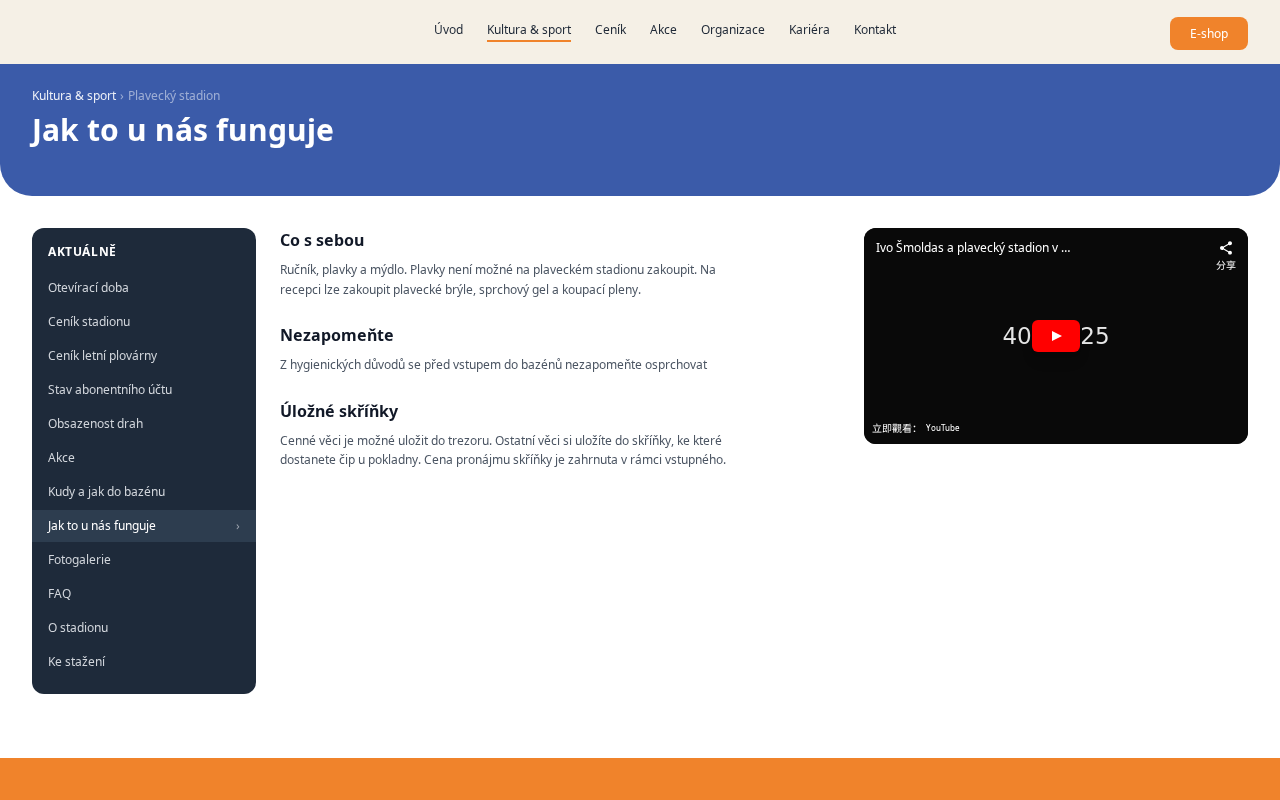 Úvod
Kultura & sport
Ceník
Akce
Organizace
Kariéra
Kontakt
E-shop
Kultura & sport › Plavecký stadion
Jak to u nás funguje
AKTUÁLNĚ
Otevírací doba
Ceník stadionu
Ceník letní plovárny
Stav abonentního účtu
Obsazenost drah
Akce
Kudy a jak do bazénu
Jak to u nás funguje ›
Fotogalerie
FAQ
O stadionu
Ke stažení
Co s sebou
Ručník, plavky a mýdlo. Plavky není možné na plaveckém stadionu zakoupit. Na
recepci lze zakoupit plavecké brýle, sprchový gel a koupací pleny.
Nezapomeňte
Z hygienických důvodů se před vstupem do bazénů nezapomeňte osprchovat
Úložné skříňky
Cenné věci je možné uložit do trezoru. Ostatní věci si uložíte do skříňky, ke které
dostanete čip u pokladny. Cena pronájmu skříňky je zahrnuta v rámci vstupného.
Ivo Šmoldas a plavecký stadion v ...
分享
40 25
立即觀看： YouTube